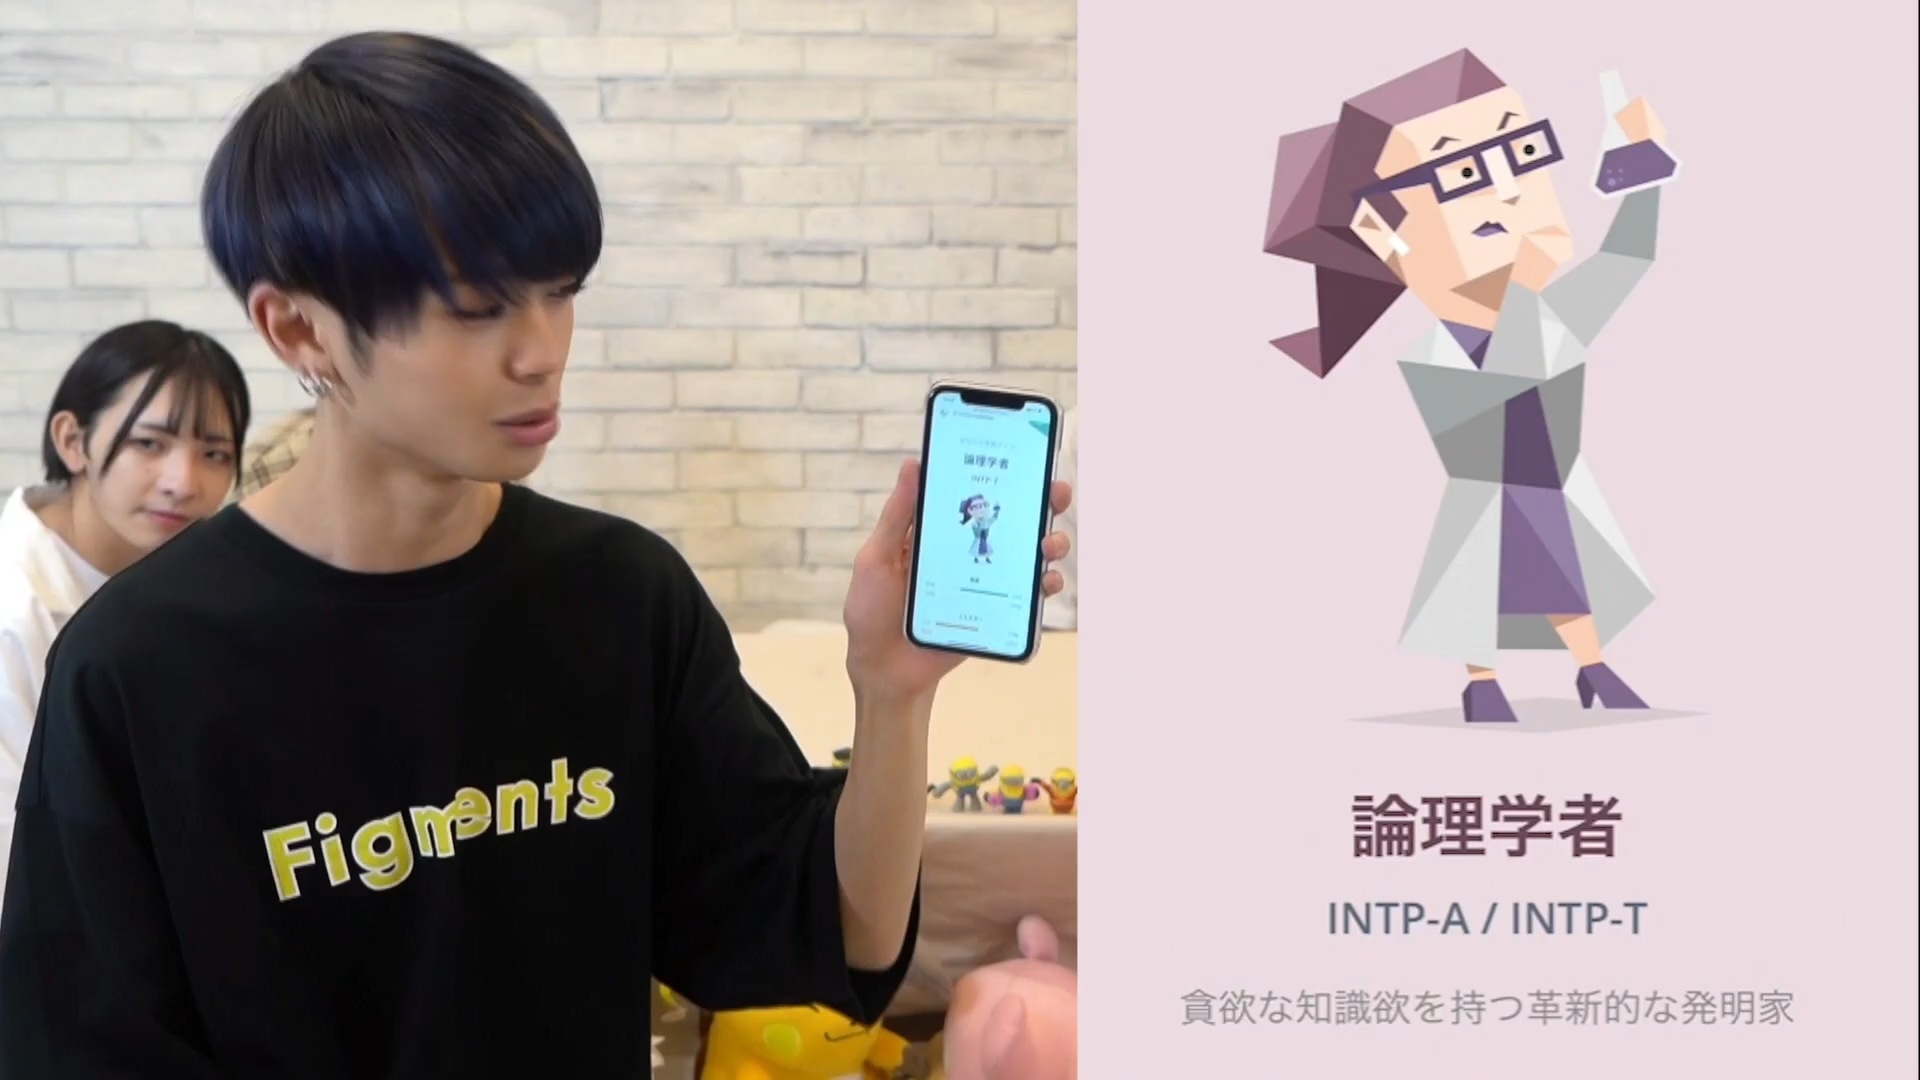 Figments
論理学者
INTP-T
論理学者
INTP-A / INTP-T
貪欲な知識欲を持つ革新的な発明家